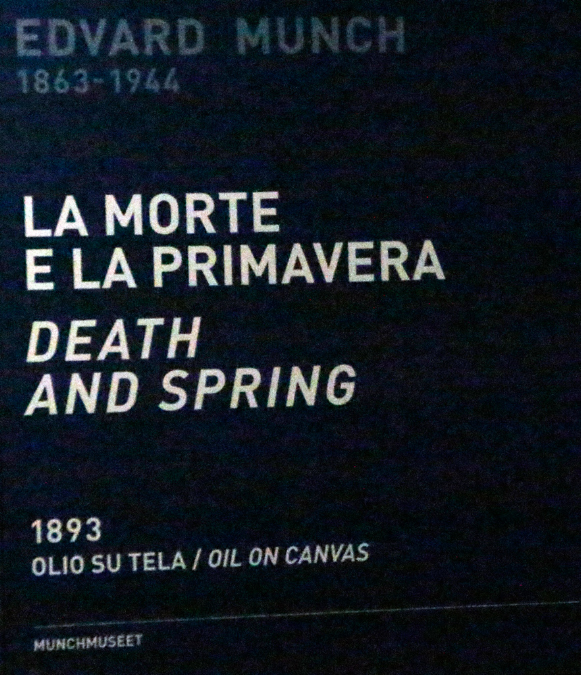 EDVARD MUNCH
1863-1944
LA MORTE
E LA PRIMAVERA
DEATH
AND SPRING
1893
OLIO SU TELA / OIL ON CANVAS
MUNCHMUSEET